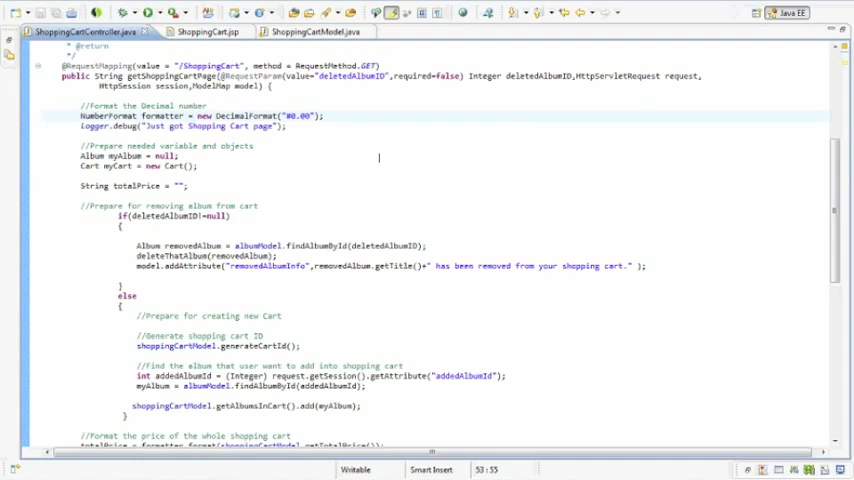 Java EE
ShoppingCartController.java
ShoppingCart.jsp
ShoppingCartModel.java
* @return
*/
@RequestMapping(value = "/ShoppingCart", method = RequestMethod.GET)
public String getShoppingCartPage(@RequestParam(value="deletedAlbumID",required=false) Integer deletedAlbumID,HttpServletRequest request,
HttpSession session,ModelMap model) {
//Format the Decimal number
NumberFormat formatter = new DecimalFormat("#0.00");
logger.debug("Just got Shopping Cart page");
//Prepare needed variable and objects
Album myAlbum = null;
Cart myCart = new Cart();
String totalPrice = "";
//Prepare for removing album from cart
if(deletedAlbumID!=null)
{
Album removedAlbum = albumModel.findAlbumById(deletedAlbumID);
deleteThatAlbum(removedAlbum);
model.addAttribute("removedAlbumInfo",removedAlbum.getTitle()+" has been removed from your shopping cart." );
}
else
{
//Prepare for creating new Cart
//Generate shopping cart ID
shoppingCartModel.generateCartId();
//Find the album that user want to add into shopping cart
int addedAlbumId = (Integer) request.getSession().getAttribute("addedAlbumId");
myAlbum = albumModel.findAlbumById(addedAlbumId);
shoppingCartModel.getAlbumsInCart().add(myAlbum);
}
//Format the price of the whole shopping cart
totalPrice = formatter.format(shoppingCartModel.getTotalPrice());
Writable
Smart Insert
53 : 55